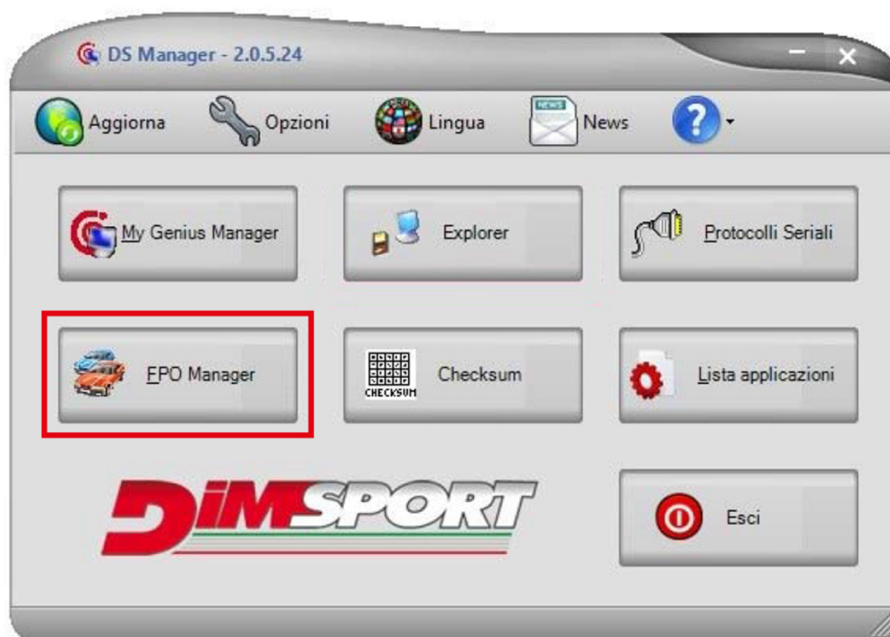 DS Manager - 2.0.5.24
Aggiorna Opzioni Lingua NEWS News ?
My Genius Manager Explorer Protocolli Seriali
FPO Manager CHECKSUM Checksum Lista applicazioni
DIMSPORT Esci